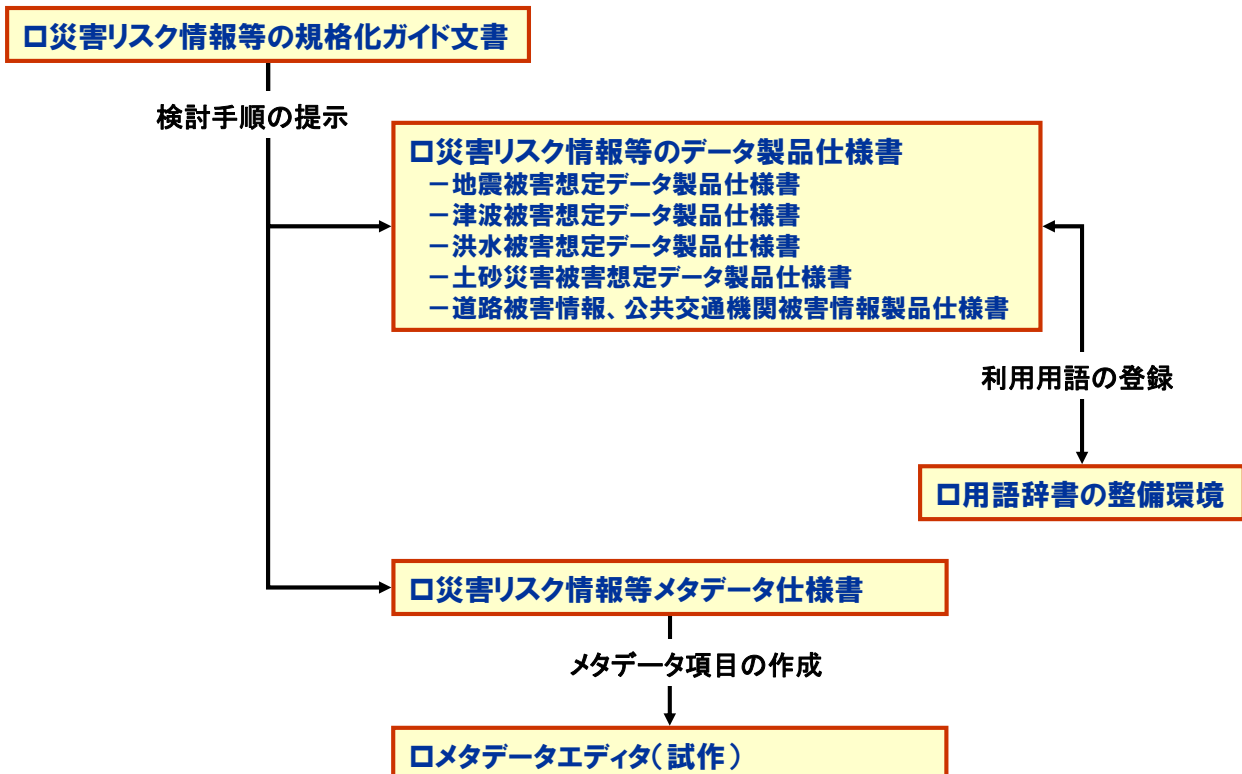 □災害リスク情報等の規格化ガイド文書
検討手順の提示
□災害リスク情報等のデータ製品仕様書
－地震被害想定データ製品仕様書
－津波被害想定データ製品仕様書
－洪水被害想定データ製品仕様書
－土砂災害被害想定データ製品仕様書
－道路被害情報、公共交通機関被害情報製品仕様書
利用用語の登録
□用語辞書の整備環境
□災害リスク情報等メタデータ仕様書
メタデータ項目の作成
□メタデータエディタ（試作）